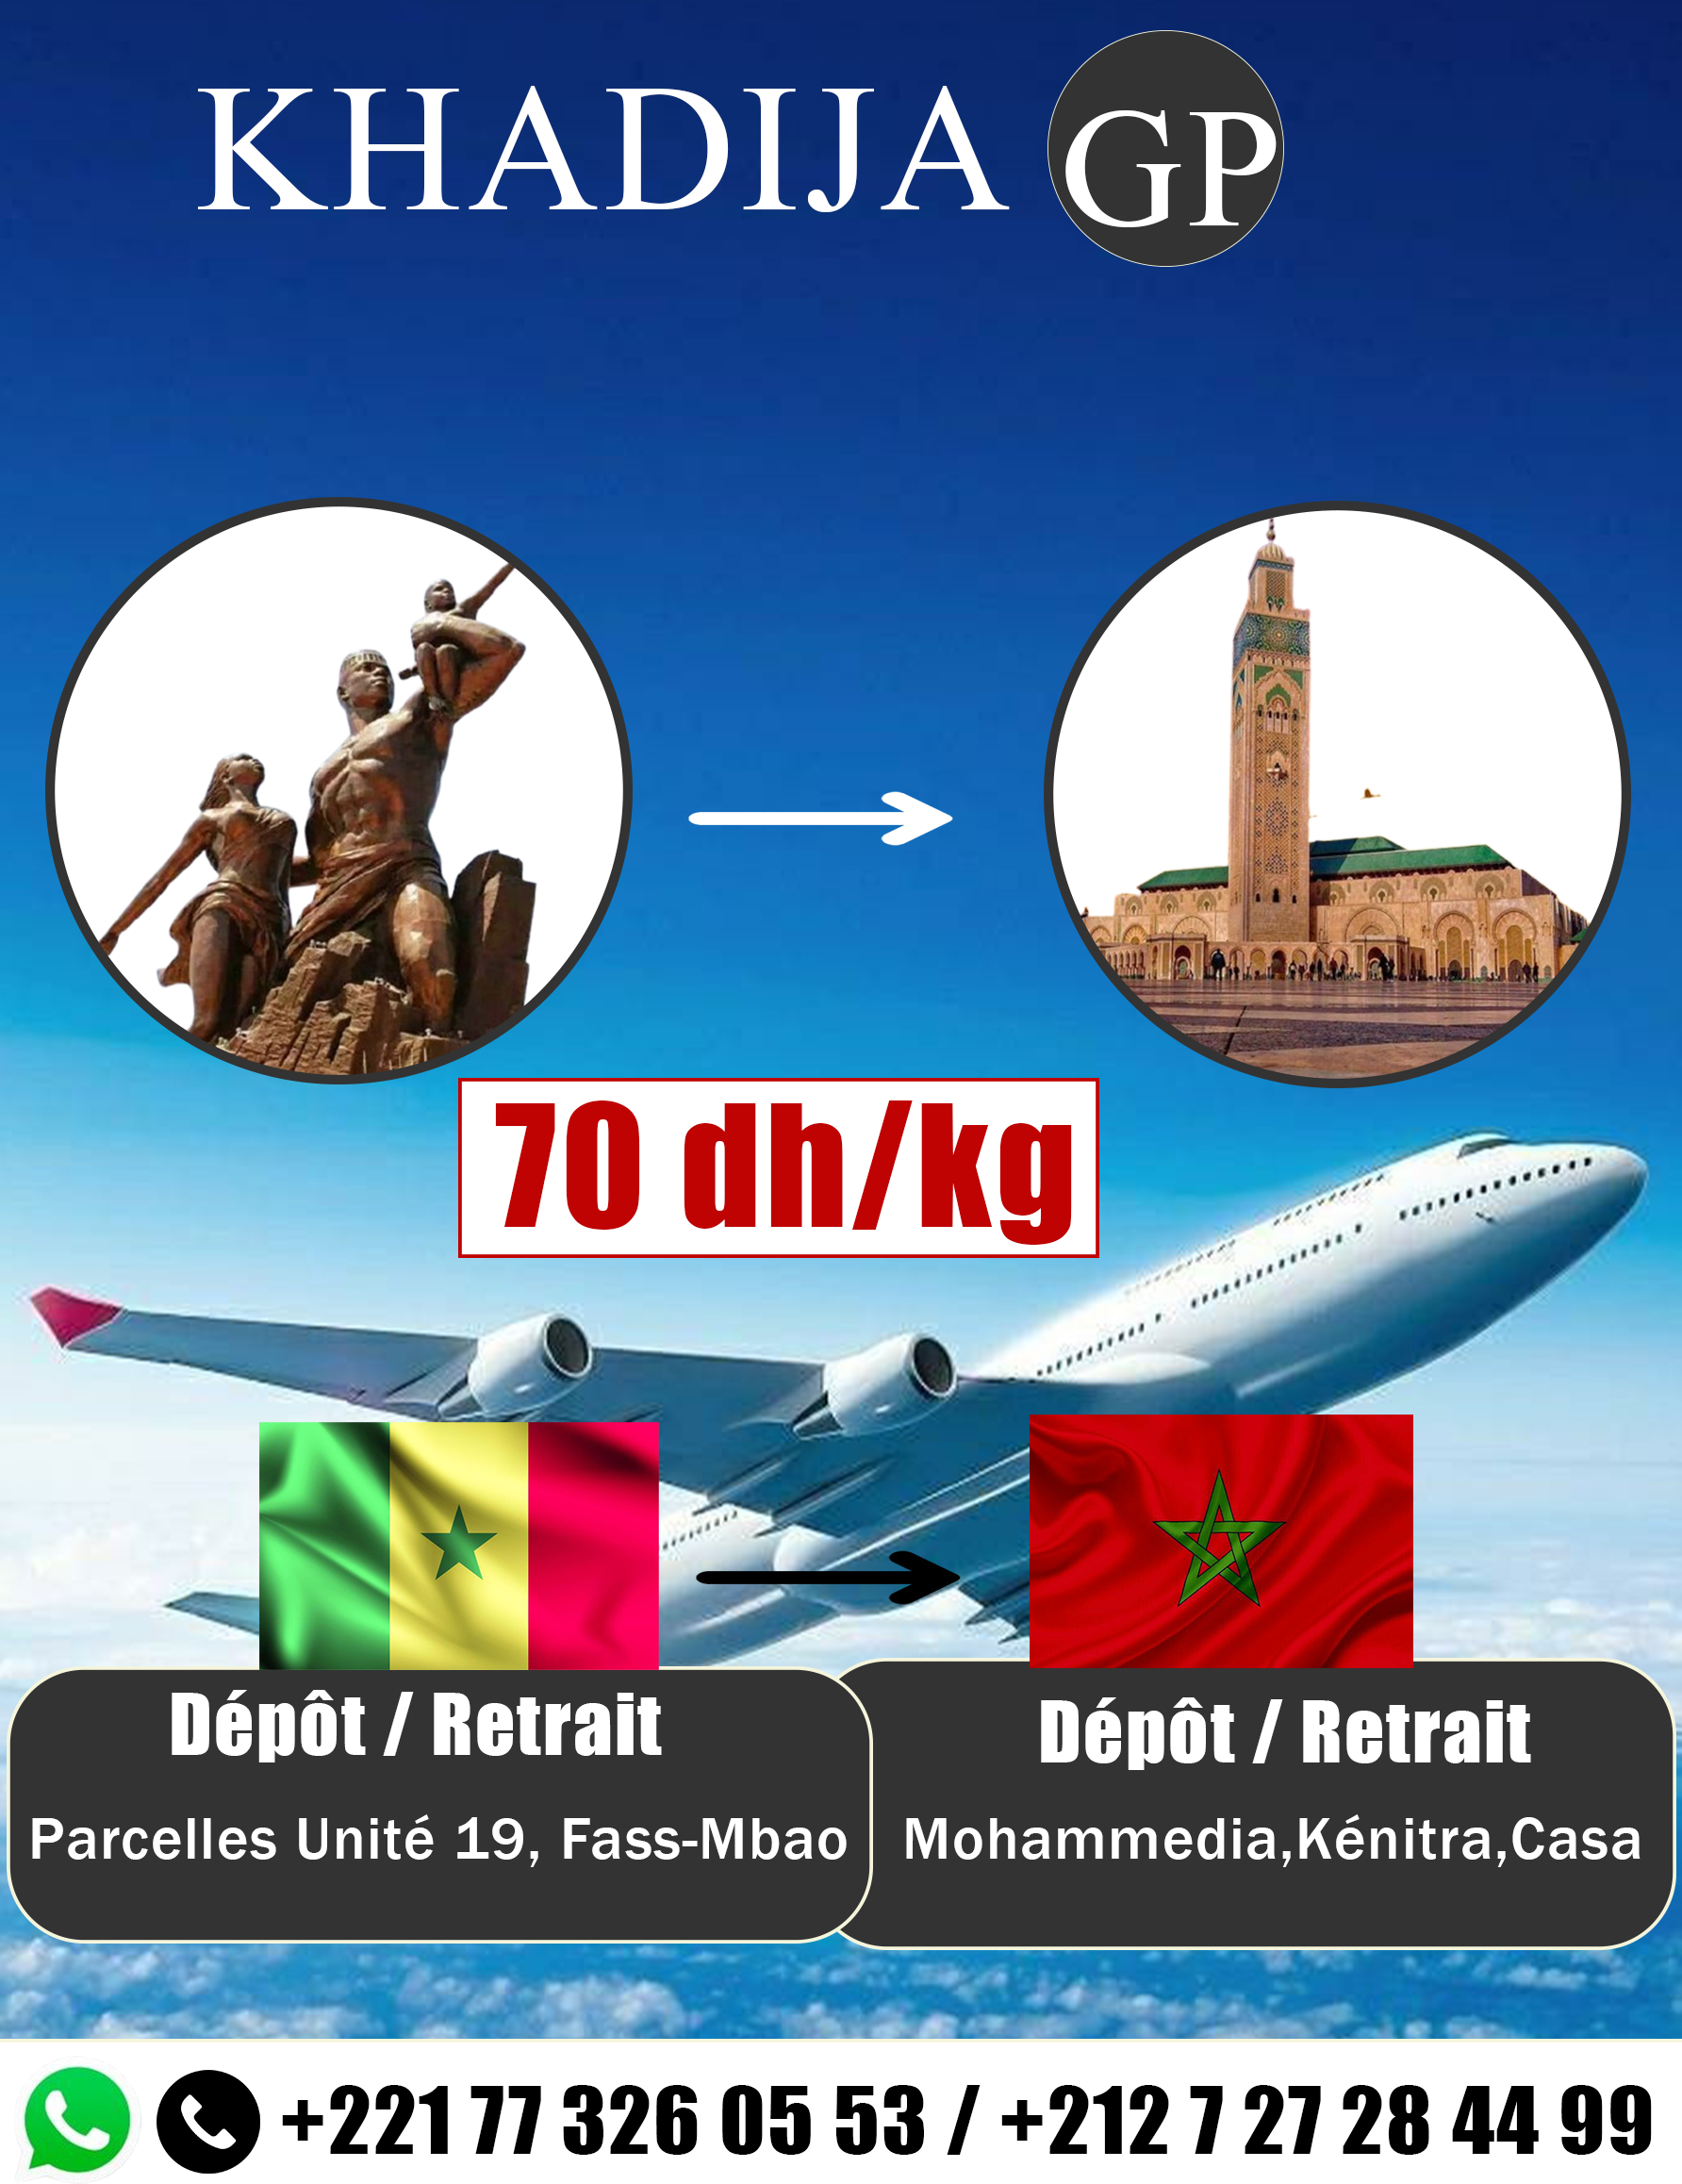 KHADIJA GP
70 dh/kg
Dépôt / Retrait
Parcelles Unité 19, Fass-Mbao
Dépôt / Retrait
Mohammedia,Kénitra,Casa
+221 77 326 05 53 / +212 7 27 28 44 99